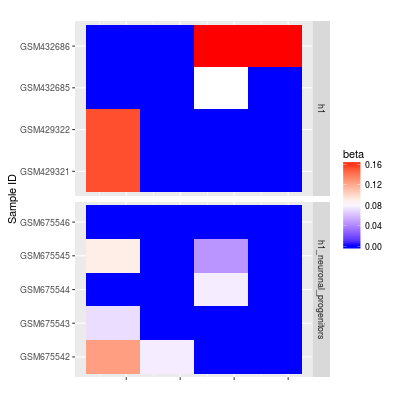 GSM432686
GSM432685
GSM429322
GSM429321
h1
GSM675546
GSM675545
GSM675544
GSM675543
GSM675542
h1_neuronal_progenitors
Sample ID
beta
0.16
0.12
0.08
0.04
0.00